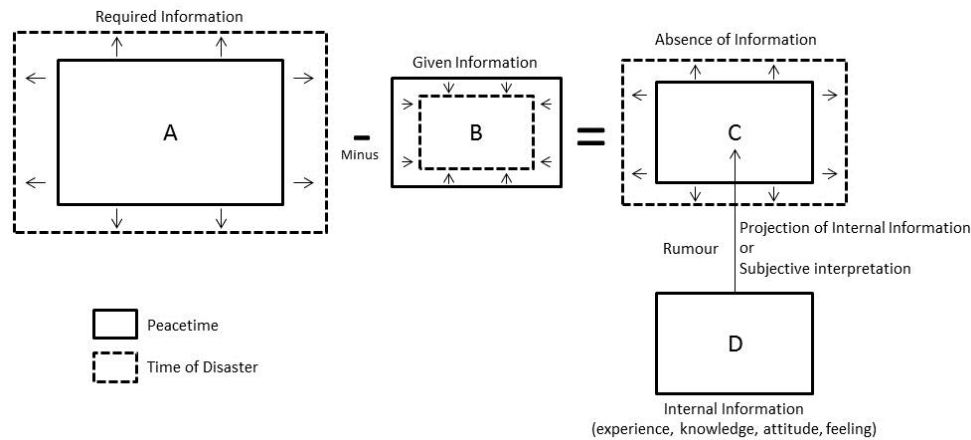 Required Information
Given Information
Absence of Information
A
Minus
B
C
Rumour
Projection of Internal Information
or
Subjective interpretation
D
Peacetime
Time of Disaster
Internal Information
(experience, knowledge, attitude, feeling)